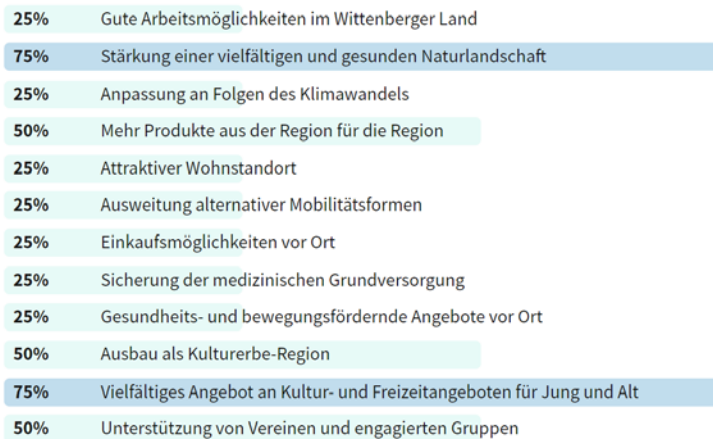 25% Gute Arbeitsmöglichkeiten im Wittenberger Land
75% Stärkung einer vielfältigen und gesunden Naturlandschaft
25% Anpassung an Folgen des Klimawandels
50% Mehr Produkte aus der Region für die Region
25% Attraktiver Wohnstandort
25% Ausweitung alternativer Mobilitätsformen
25% Einkaufsmöglichkeiten vor Ort
25% Sicherung der medizinischen Grundversorgung
25% Gesundheits- und bewegungsfördernde Angebote vor Ort
50% Ausbau als Kulturerbe-Region
75% Vielfältiges Angebot an Kultur- und Freizeitangeboten für Jung und Alt
50% Unterstützung von Vereinen und engagierten Gruppen